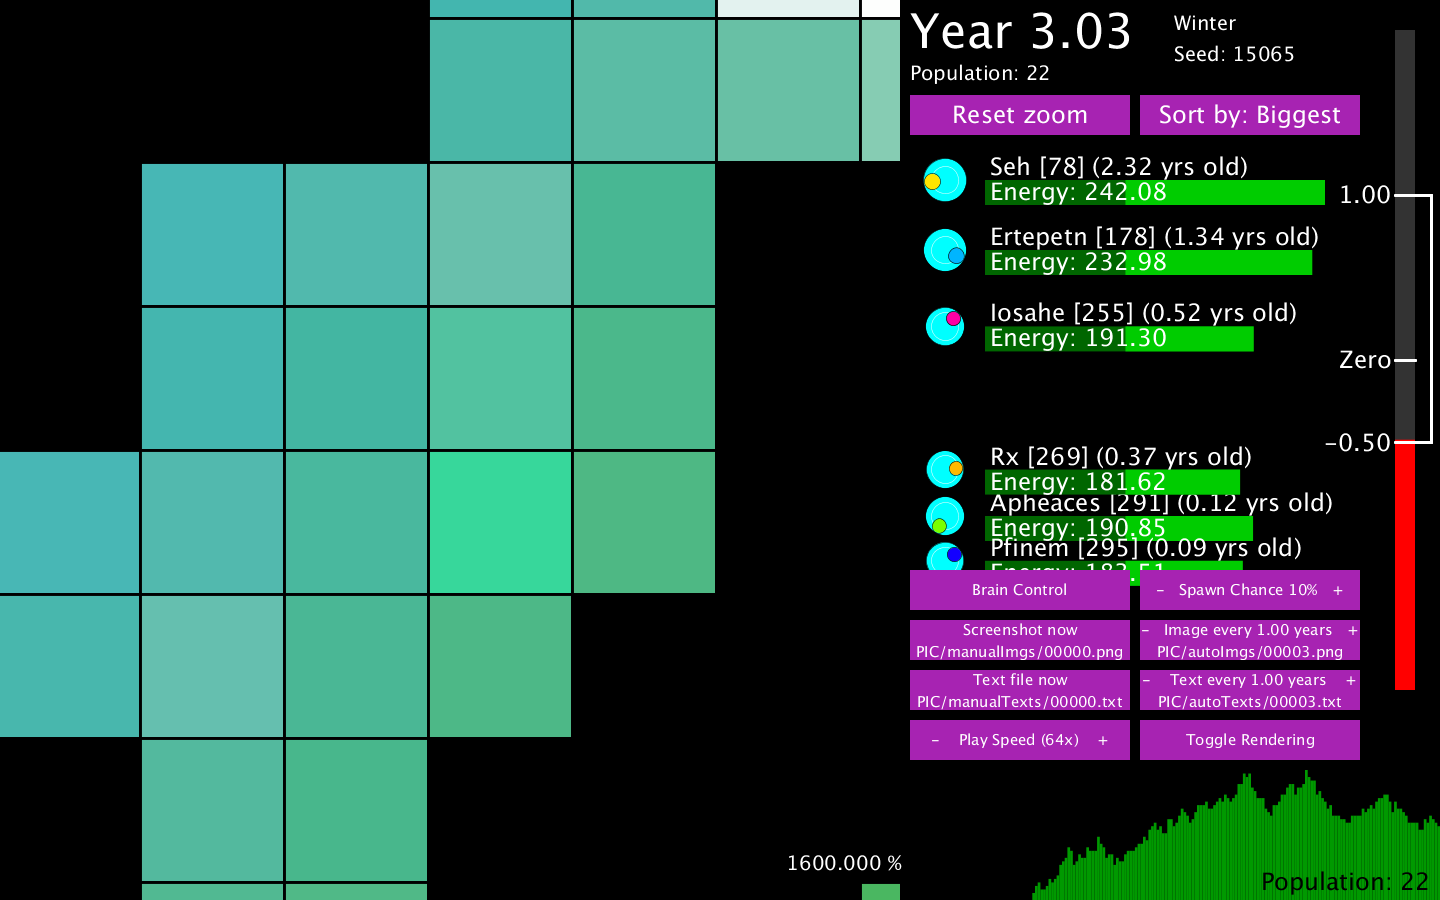 Year 3.03
Winter
Seed: 15065
Population: 22
Reset zoom
Sort by: Biggest
Seh [78] (2.32 yrs old)
Energy: 242.08
1.00
Ertepetn [178] (1.34 yrs old)
Energy: 232.98
Iosahe [255] (0.52 yrs old)
Energy: 191.30
Zero
-0.50
Rx [269] (0.37 yrs old)
Energy: 181.62
Apheaces [291] (0.12 yrs old)
Energy: 190.85
Pfinem [295] (0.09 yrs old)
Energy: 183.51
Brain Control
- Spawn Chance 10% +
Screenshot now
PIC/manualImgs/00000.png
- Image every 1.00 years +
PIC/autoImgs/00003.png
Text file now
PIC/manualTexts/00000.txt
- Text every 1.00 years +
PIC/autoTexts/00003.txt
- Play Speed (64x) +
Toggle Rendering
1600.000 %
Population: 22